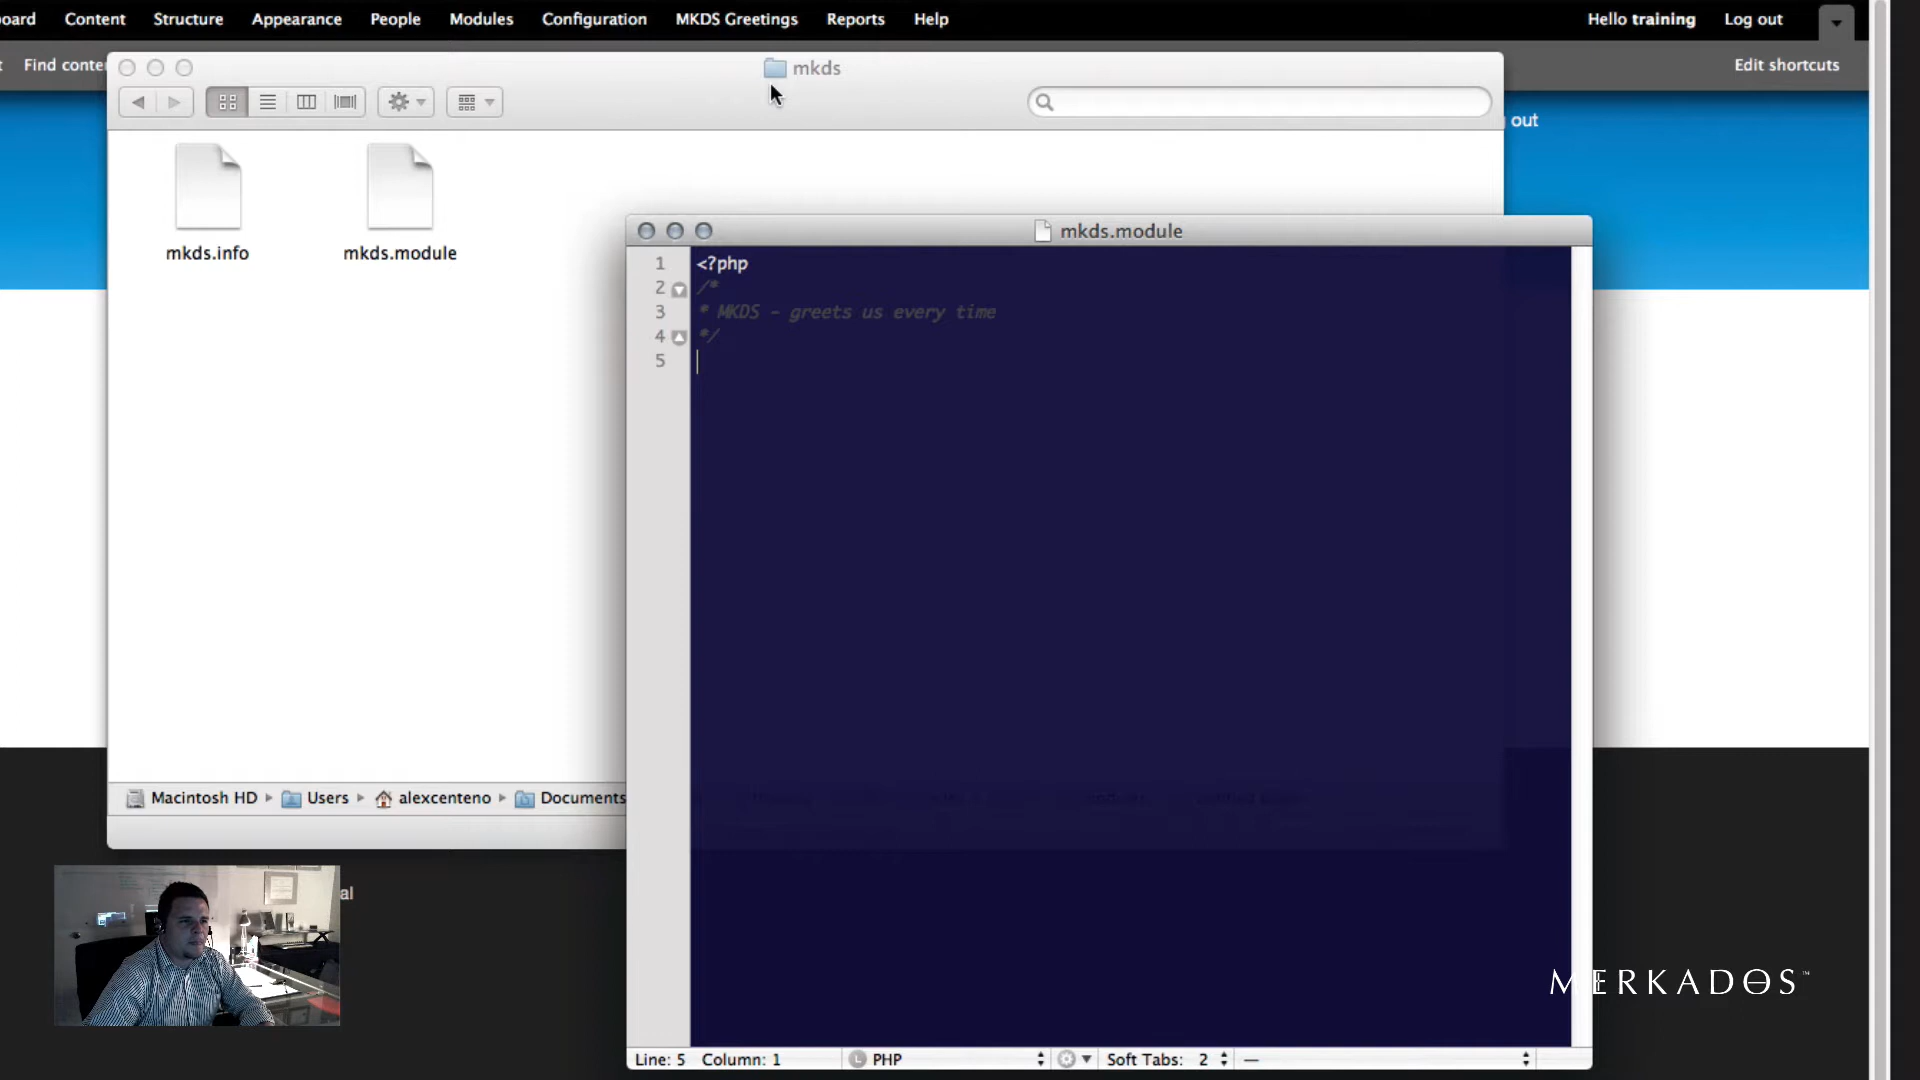 oard Content Structure Appearance People Modules Configuration MKDS Greetings Reports Help Hello training Log out
t Find conte Edit shortcuts
mkds
out
mkds.info mkds.module
mkds.module
1 <?php
2 /*
3 * MKDS - greets us every time
4 */
5
Macintosh HD Users alexcenteno Documents
al
MERKADOS™
Line: 5 Column: 1 L PHP Soft Tabs: 2 —